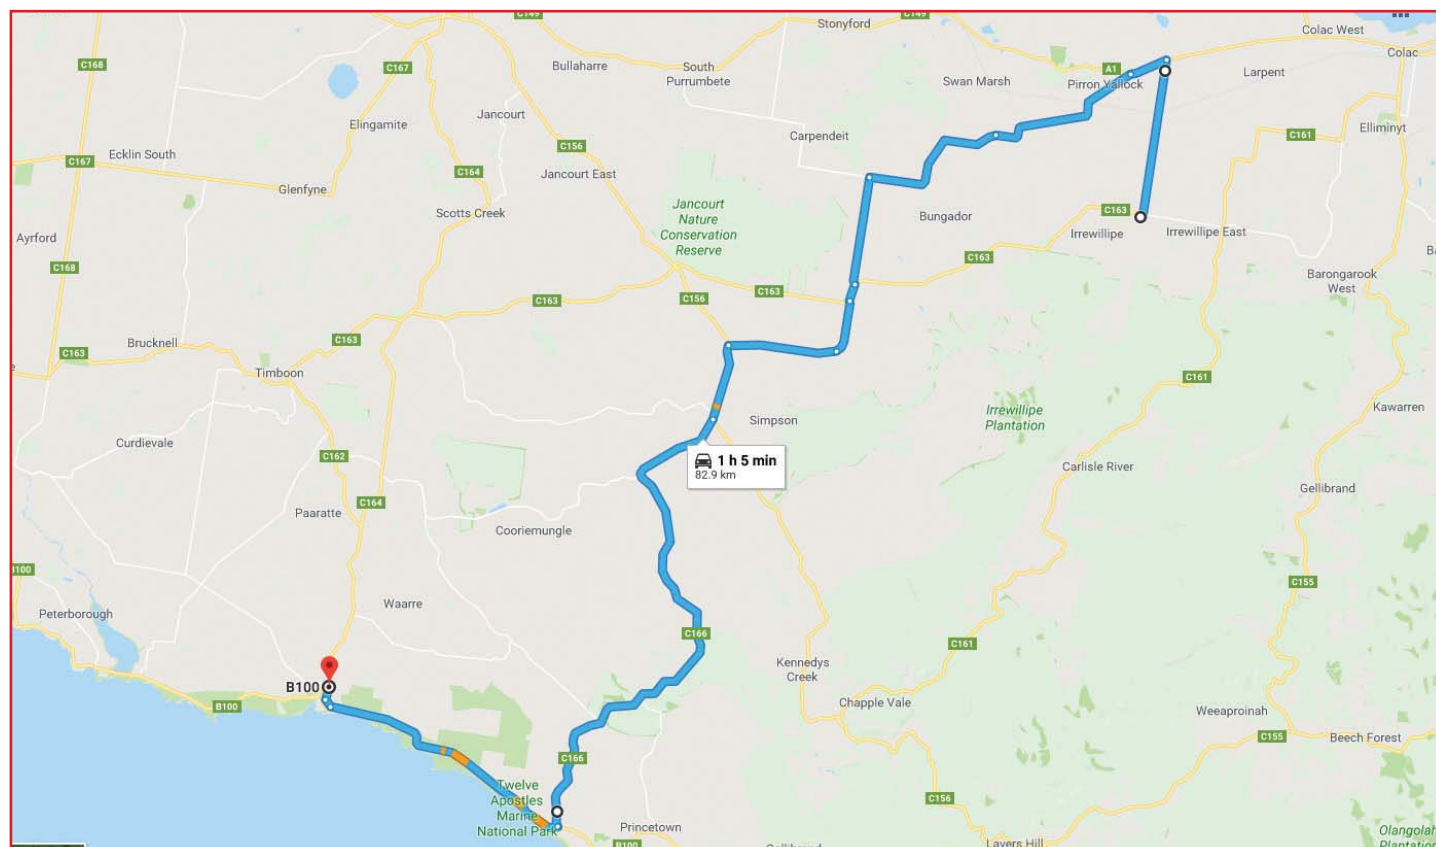 C149
C149
Stonyford
Colac West
Colac
C168
C167
Bullaharre
South
Purrumbete
A1
Swan Marsh
Pirron Yallock
Larpent
Jancourt
Elingamite
Carpendeit
C161
Elliminyt
C156
Ecklin South
C167
C164
Jancourt East
Glenfyne
Scotts Creek
Jancourt
Nature
Conservation
Reserve
Bungador
C163
Irrewillipe
Irrewillipe East
Ayrford
C168
C163
Barongarook
West
C163
C156
C163
Brucknell
C163
C163
Timboon
C161
Irrewillipe
Plantation
Kawarren
Simpson
Curdievale
C162
1 h 5 min
82.9 km
Carlisle River
Gellibrand
C164
Paaratte
Cooriemungle
B100
C155
Peterborough
Waarre
C166
C161
Kennedys
Creek
B100
B100
Chapple Vale
Weeaproinah
C155
Beech Forest
C166
Twelve
Apostles
Marine
National Park
C156
Princetown
B100
Lavers Hill
Olangolah
Plantation